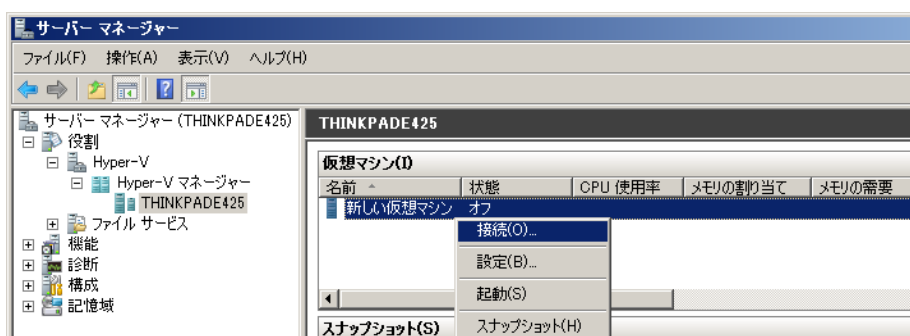 サーバー マネージャー
ファイル(F) 操作(A) 表示(V) ヘルプ(H)
サーバー マネージャー (THINKPADE425)
役割
Hyper-V
Hyper-V マネージャー
THINKPADE425
ファイル サービス
機能
診断
構成
記憶域
THINKPADE425
仮想マシン(I)
名前 状態 CPU 使用率 メモリの割り当て メモリの需要
新しい仮想マシン オフ
接続(O)...
設定(B)...
起動(S)
スナップショット(H)
スナップショット(S)